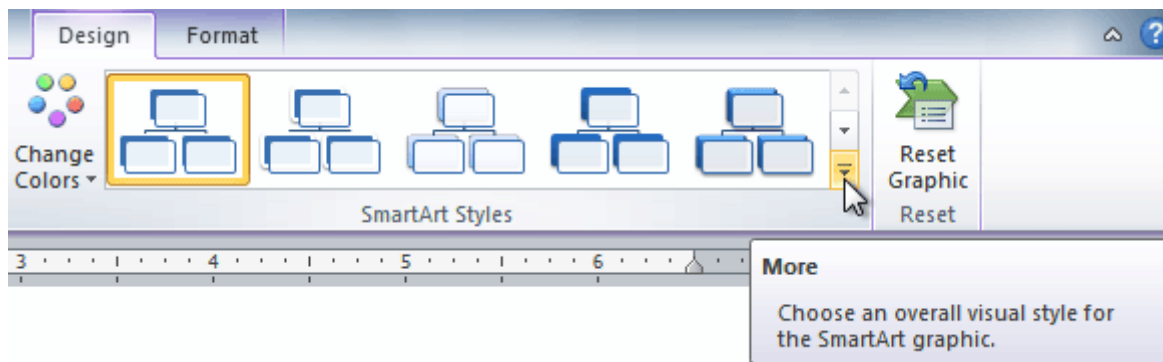 Design Format
?
Change
Colors
Reset
Graphic
SmartArt Styles
Reset
3 4 5 6
More
Choose an overall visual style for
the SmartArt graphic.